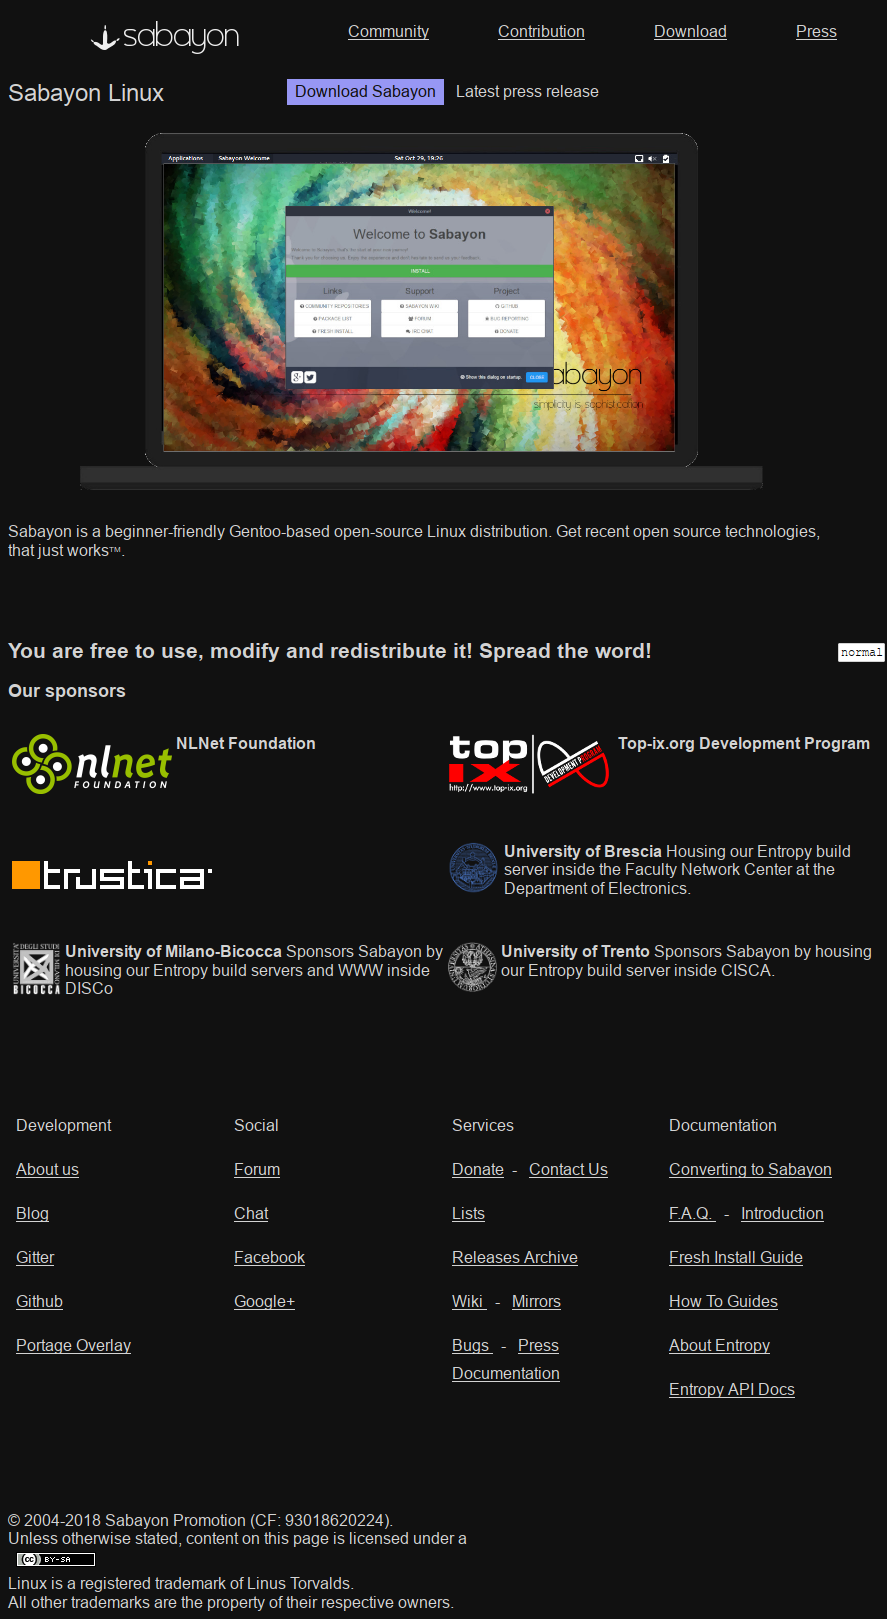 sabayon
Community
Contribution
Download
Press
Sabayon Linux
Download Sabayon
Latest press release
Applications
Sabayon Welcome
Sat Oct 29, 19:26
Welcome!
Welcome to Sabayon
INSTALL
Links
Support
Project
COMMUNITY REPOSITORIES
SABAYON WIKI
GITHUB
PACKAGE LIST
FORUM
BUG REPORTING
FRESH INSTALL
IRC CHAT
DONATE
Show this dialog on startup.
CLOSE
abayon
simplicity is sophistication
Sabayon is a beginner-friendly Gentoo-based open-source Linux distribution. Get recent open source technologies,
that just works™.
You are free to use, modify and redistribute it! Spread the word!
normal
Our sponsors
nlnet
FOUNDATION
NLNet Foundation
top
ix
http://www.top-ix.org
DEVELOPMENT PROGRAM
Top-ix.org Development Program
trustica
University of Brescia Housing our Entropy build
server inside the Faculty Network Center at the
Department of Electronics.
UNIVERSITA'
DEGLI STUDI
DI MILANO
BICOCCA
University of Milano-Bicocca Sponsors Sabayon by
housing our Entropy build servers and WWW inside
DISCo
University of Trento Sponsors Sabayon by housing
our Entropy build server inside CISCA.
Development
About us
Blog
Gitter
Github
Portage Overlay
Social
Forum
Chat
Facebook
Google+
Services
Donate - Contact Us
Lists
Releases Archive
Wiki - Mirrors
Bugs - Press
Documentation
Documentation
Converting to Sabayon
F.A.Q. - Introduction
Fresh Install Guide
How To Guides
About Entropy
Entropy API Docs
© 2004-2018 Sabayon Promotion (CF: 93018620224).
Unless otherwise stated, content on this page is licensed under a
cc BY-SA
Linux is a registered trademark of Linus Torvalds.
All other trademarks are the property of their respective owners.